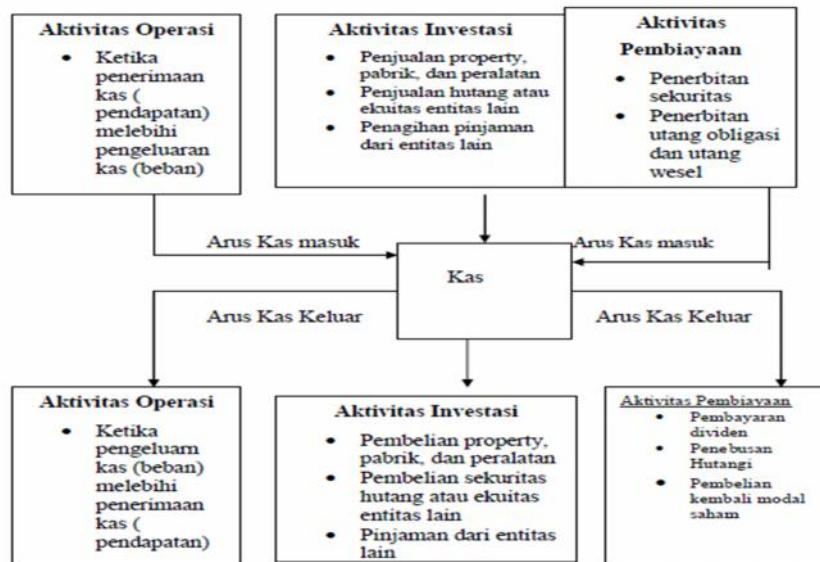 Aktivitas Operasi
• Ketika
penerimaan
kas (
pendapatan)
melebihi
pengeluaran
kas (beban)
Aktivitas Investasi
• Penjualan property,
pabrik, dan peralatan
• Penjualan hutang atau
ekuitas entitas lain
• Penagihan pinjaman
dari entitas lain
Aktivitas
Pembiayaan
• Penerbitan
sekuritas
• Penerbitan
utang obligasi
dan utang
wesel
Arus Kas masuk
Arus Kas masuk
Kas
Arus Kas Keluar
Arus Kas Keluar
Aktivitas Operasi
• Ketika
pengeluarn
kas (beban)
melebihi
penerimaan
kas (
pendapatan)
Aktivitas Investasi
• Pembelian property,
pabrik, dan peralatan
• Pembelian sekuritas
hutang atau ekuitas
entitas lain
• Pinjaman dari entitas
lain
Aktivitas Pembiayaan
• Pembayaran
dividen
• Penebusan
Hutangi
• Pembelian
kembali modal
saham